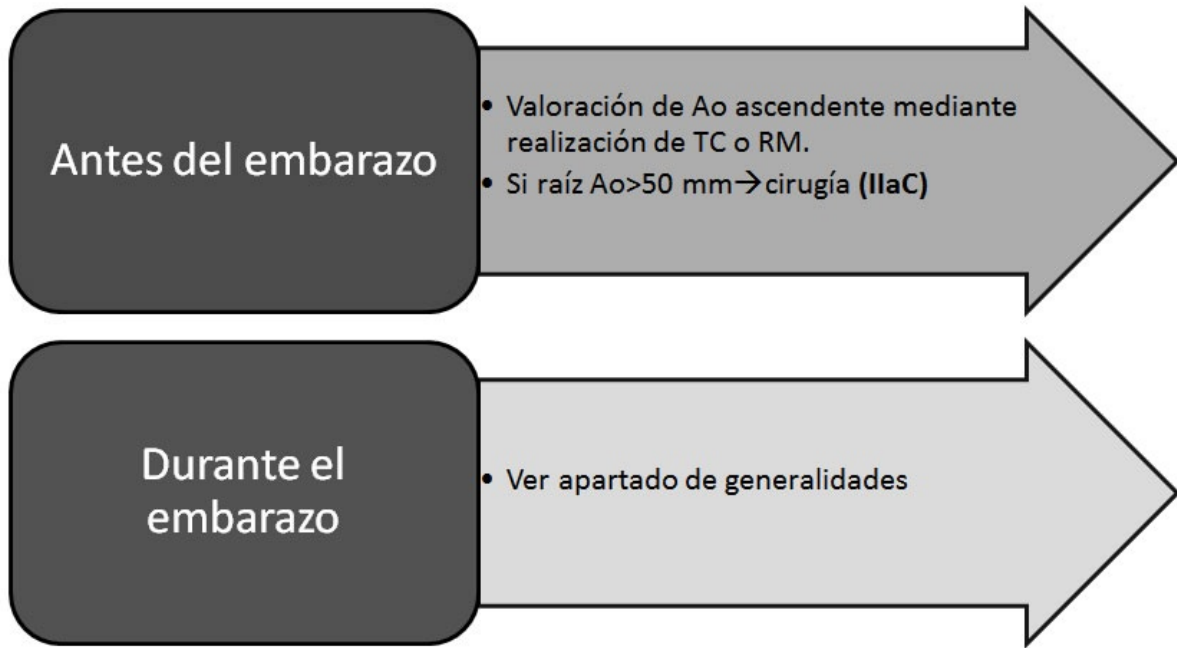 Antes del embarazo
• Valoración de Ao ascendente mediante
realización de TC o RM.
• Si raíz Ao>50 mm→cirugía (IIaC)
Durante el
embarazo
• Ver apartado de generalidades